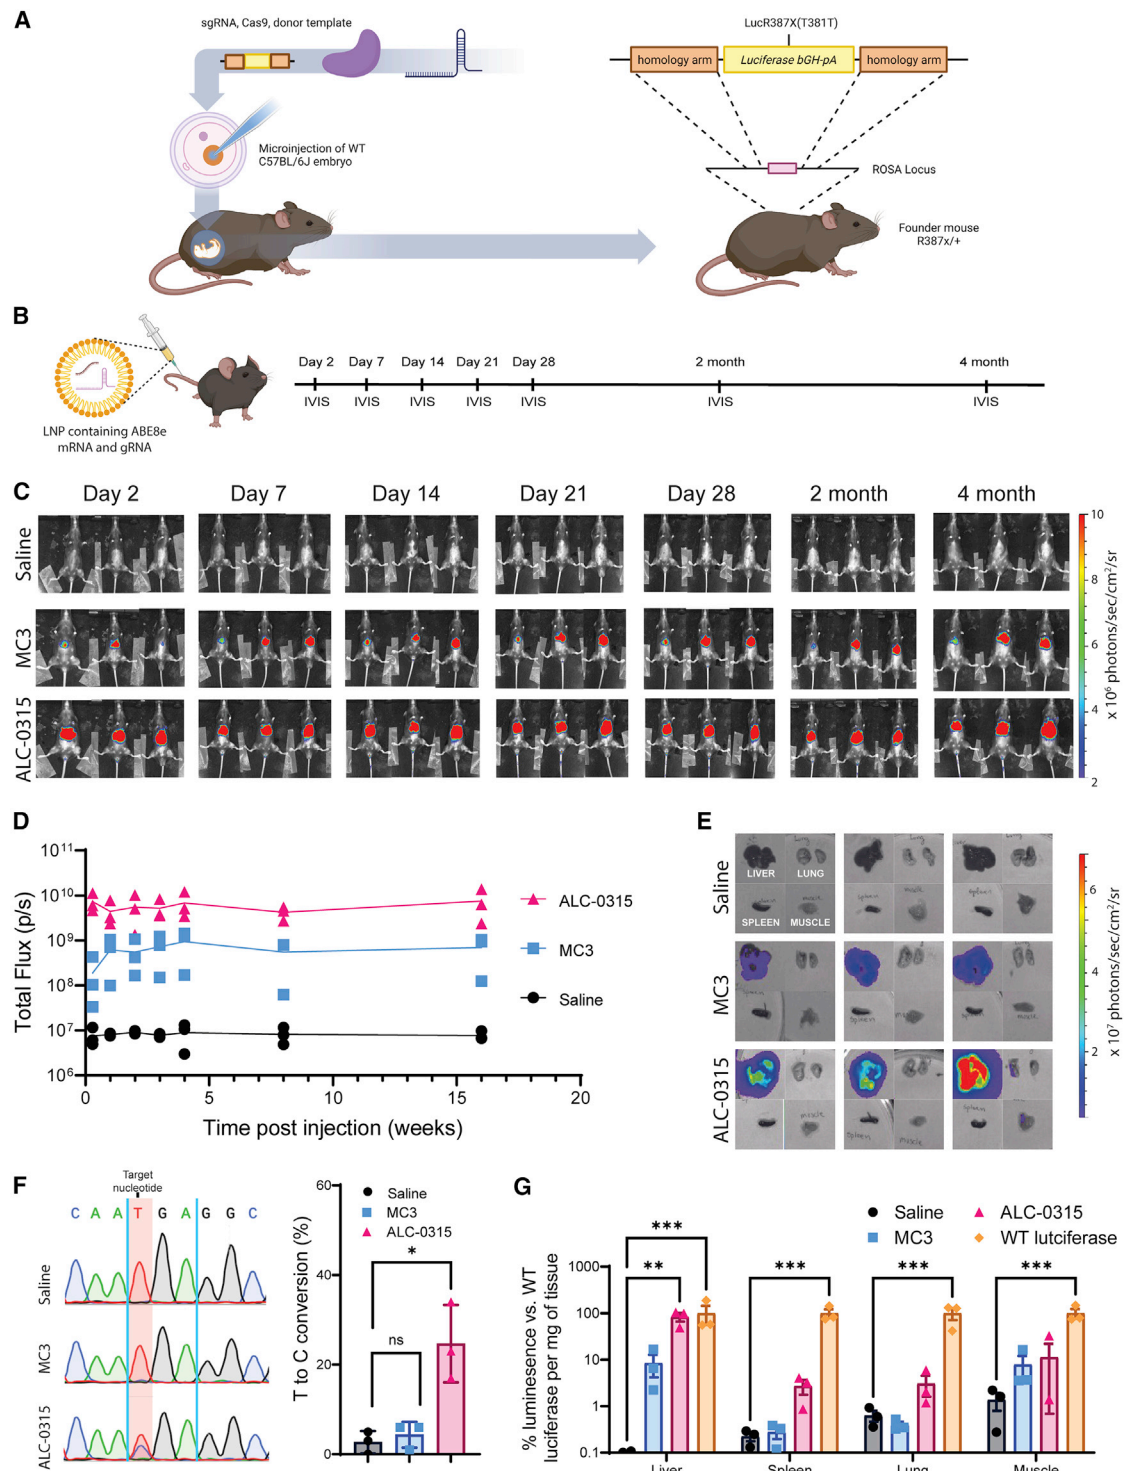 A
sgRNA, Cas9, donor template
LucR387X(T381T)
homology arm
Luciferase bGH-pA
homology arm
Microinjection of WT
C57BL/6J embryo
ROSA Locus
Founder mouse
R387x/+
B
Day 2
Day 7
Day 14
Day 21
Day 28
2 month
4 month
IVIS
IVIS
IVIS
IVIS
IVIS
IVIS
IVIS
LNP containing ABE8e
mRNA and gRNA
C
Day 2
Day 7
Day 14
Day 21
Day 28
2 month
4 month
Saline
MC3
ALC-0315
10
8
6
4
2
x 10⁶ photons/sec/cm²/sr
D
Total Flux (p/s)
10¹¹
10¹⁰
10⁹
10⁸
10⁷
10⁶
0
5
10
15
20
Time post injection (weeks)
ALC-0315
MC3
Saline
E
Saline
MC3
ALC-0315
LIVER
LUNG
SPLEEN
MUSCLE
6
4
2
x 10⁷ photons/sec/cm²/sr
F
Target
nucleotide
C A A T G A G G C
Saline
MC3
ALC-0315
T to C conversion (%)
60
40
20
0
Saline
MC3
ALC-0315
*
ns
G
Saline
MC3
ALC-0315
WT lutciferase
% luminesence vs. WT
luciferase per mg of tissue
1000
100
10
1
0.1
***
**
***
***
***
Liver
Spleen
Lung
Muscle